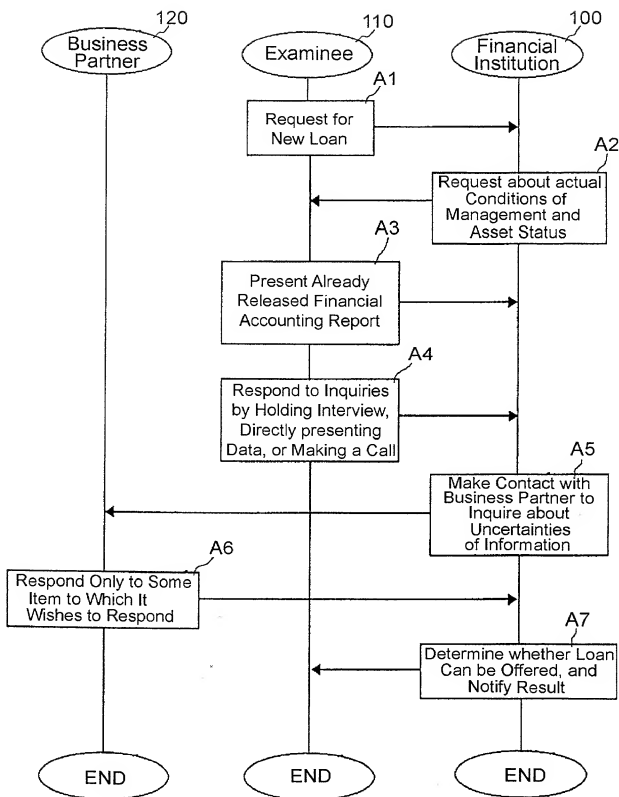 120
110
100
Business
Partner
Examinee
Financial
Institution
A1
Request for
New Loan
A2
Request about actual
Conditions of
Management and
Asset Status
A3
Present Already
Released Financial
Accounting Report
A4
Respond to Inquiries
by Holding Interview,
Directly presenting
Data, or Making a Call
A5
Make Contact with
Business Partner to
Inquire about
Uncertainties
of Information
A6
Respond Only to Some
Item to Which It
Wishes to Respond
A7
Determine whether Loan
Can be Offered, and
Notify Result
END
END
END